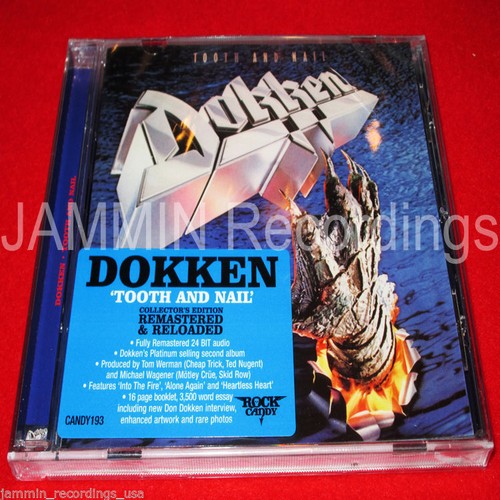 TOOTH AND NAIL
Dokken
JAMMIN Recordings
DOKKEN • TOOTH AND NAIL
DOKKEN
'TOOTH AND NAIL'
COLLECTOR'S EDITION
REMASTERED
& RELOADED
• Fully Remastered 24 BIT audio
• Dokken's Platinum selling second album
• Produced by Tom Werman (Cheap Trick, Ted Nugent)
and Michael Wagener (Mötley Crüe, Skid Row)
• Features 'Into The Fire', 'Alone Again' and 'Heartless Heart'
• 16 page booklet, 3,500 word essay
including new Don Dokken interview,
enhanced artwork and rare photos
CANDY193
ROCK
CANDY
jammin_recordings_usa